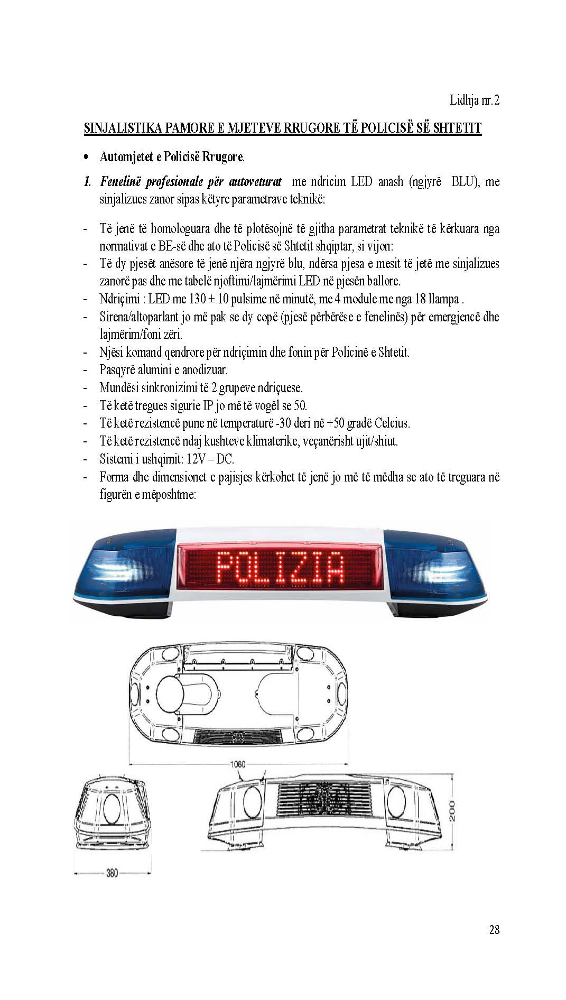 Lidhja nr.2
SINJALISTIKA PAMORE E MJETEVE RRUGORE TË POLICISË SË SHTETIT
• Automjetet e Policisë Rrugore.
1. Fenelinë profesionale për autoveturat me ndricim LED anash (ngjyrë BLU), me
sinjalizues zanor sipas këtyre parametrave teknikë:
- Të jenë të homologuara dhe të plotësojnë të gjitha parametrat teknikë të kërkuara nga
normativat e BE-së dhe ato të Policisë së Shtetit shqiptar, si vijon:
- Të dy pjesët anësore të jenë njëra ngjyrë blu, ndërsa pjesa e mesit të jetë me sinjalizues
zanorë pas dhe me tabelë njoftimi/lajmërimi LED në pjesën ballore.
- Ndriçimi : LED me 130 ± 10 pulsime në minutë, me 4 module me nga 18 llampa .
- Sirena/altoparlant jo më pak se dy copë (pjesë përbërëse e fenelinës) për emergjencë dhe
lajmërim/foni zëri.
- Njësi komand qendrore për ndriçimin dhe fonin për Policinë e Shtetit.
- Pasqyrë alumini e anodizuar.
- Mundësi sinkronizimi të 2 grupeve ndriçuese.
- Të ketë tregues sigurie IP jo më të vogël se 50.
- Të ketë rezistencë pune në temperaturë -30 deri në +50 gradë Celcius.
- Të ketë rezistencë ndaj kushteve klimaterike, veçanërisht ujit/shiut.
- Sistemi i ushqimit: 12V – DC.
- Forma dhe dimensionet e pajisjes kërkohet të jenë jo më të mëdha se ato të treguara në
figurën e mëposhtme:
POLIZIA
1060
200
380
28